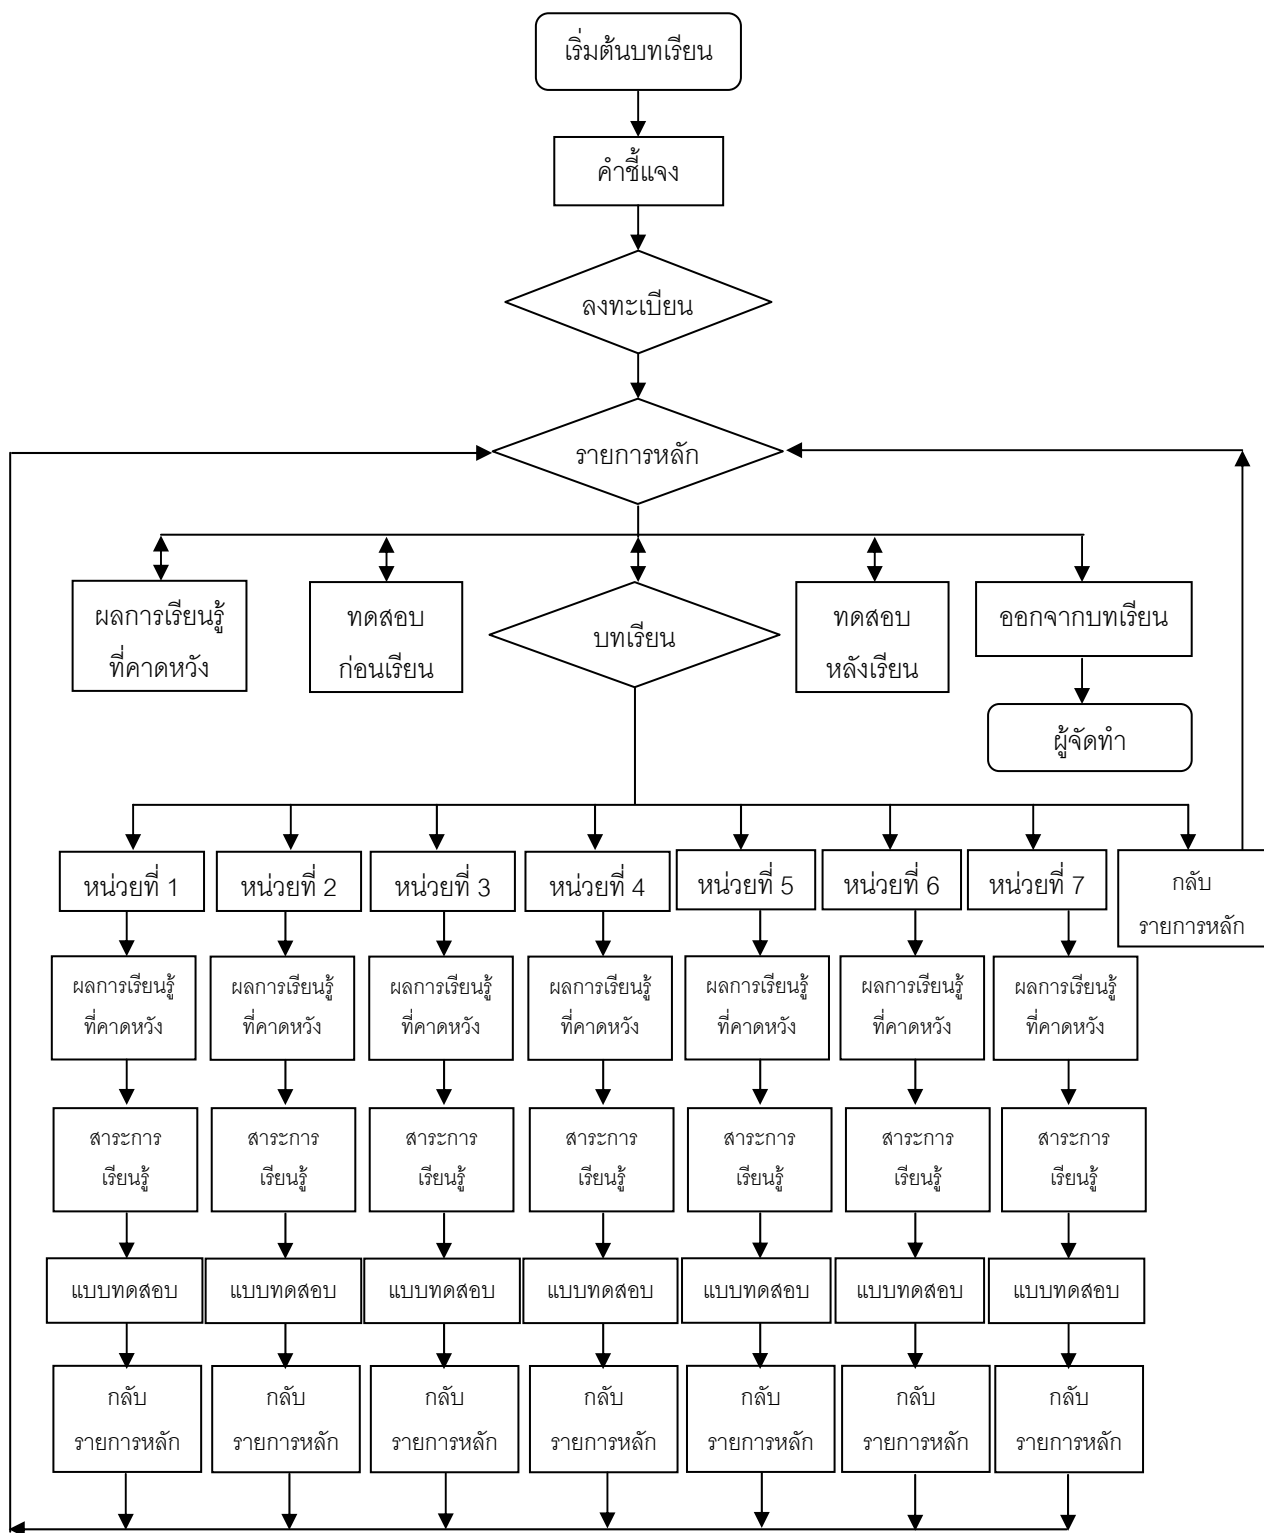 เริ่มต้นบทเรียน
คำชี้แจง
ลงทะเบียน
รายการหลัก
ผลการเรียนรู้
ที่คาดหวัง
ทดสอบ
ก่อนเรียน
บทเรียน
ทดสอบ
หลังเรียน
ออกจากบทเรียน
ผู้จัดทำ
หน่วยที่ 1
หน่วยที่ 2
หน่วยที่ 3
หน่วยที่ 4
หน่วยที่ 5
หน่วยที่ 6
หน่วยที่ 7
กลับ
รายการหลัก
ผลการเรียนรู้
ที่คาดหวัง
ผลการเรียนรู้
ที่คาดหวัง
ผลการเรียนรู้
ที่คาดหวัง
ผลการเรียนรู้
ที่คาดหวัง
ผลการเรียนรู้
ที่คาดหวัง
ผลการเรียนรู้
ที่คาดหวัง
ผลการเรียนรู้
ที่คาดหวัง
สาระการ
เรียนรู้
สาระการ
เรียนรู้
สาระการ
เรียนรู้
สาระการ
เรียนรู้
สาระการ
เรียนรู้
สาระการ
เรียนรู้
สาระการ
เรียนรู้
แบบทดสอบ
แบบทดสอบ
แบบทดสอบ
แบบทดสอบ
แบบทดสอบ
แบบทดสอบ
แบบทดสอบ
กลับ
รายการหลัก
กลับ
รายการหลัก
กลับ
รายการหลัก
กลับ
รายการหลัก
กลับ
รายการหลัก
กลับ
รายการหลัก
กลับ
รายการหลัก